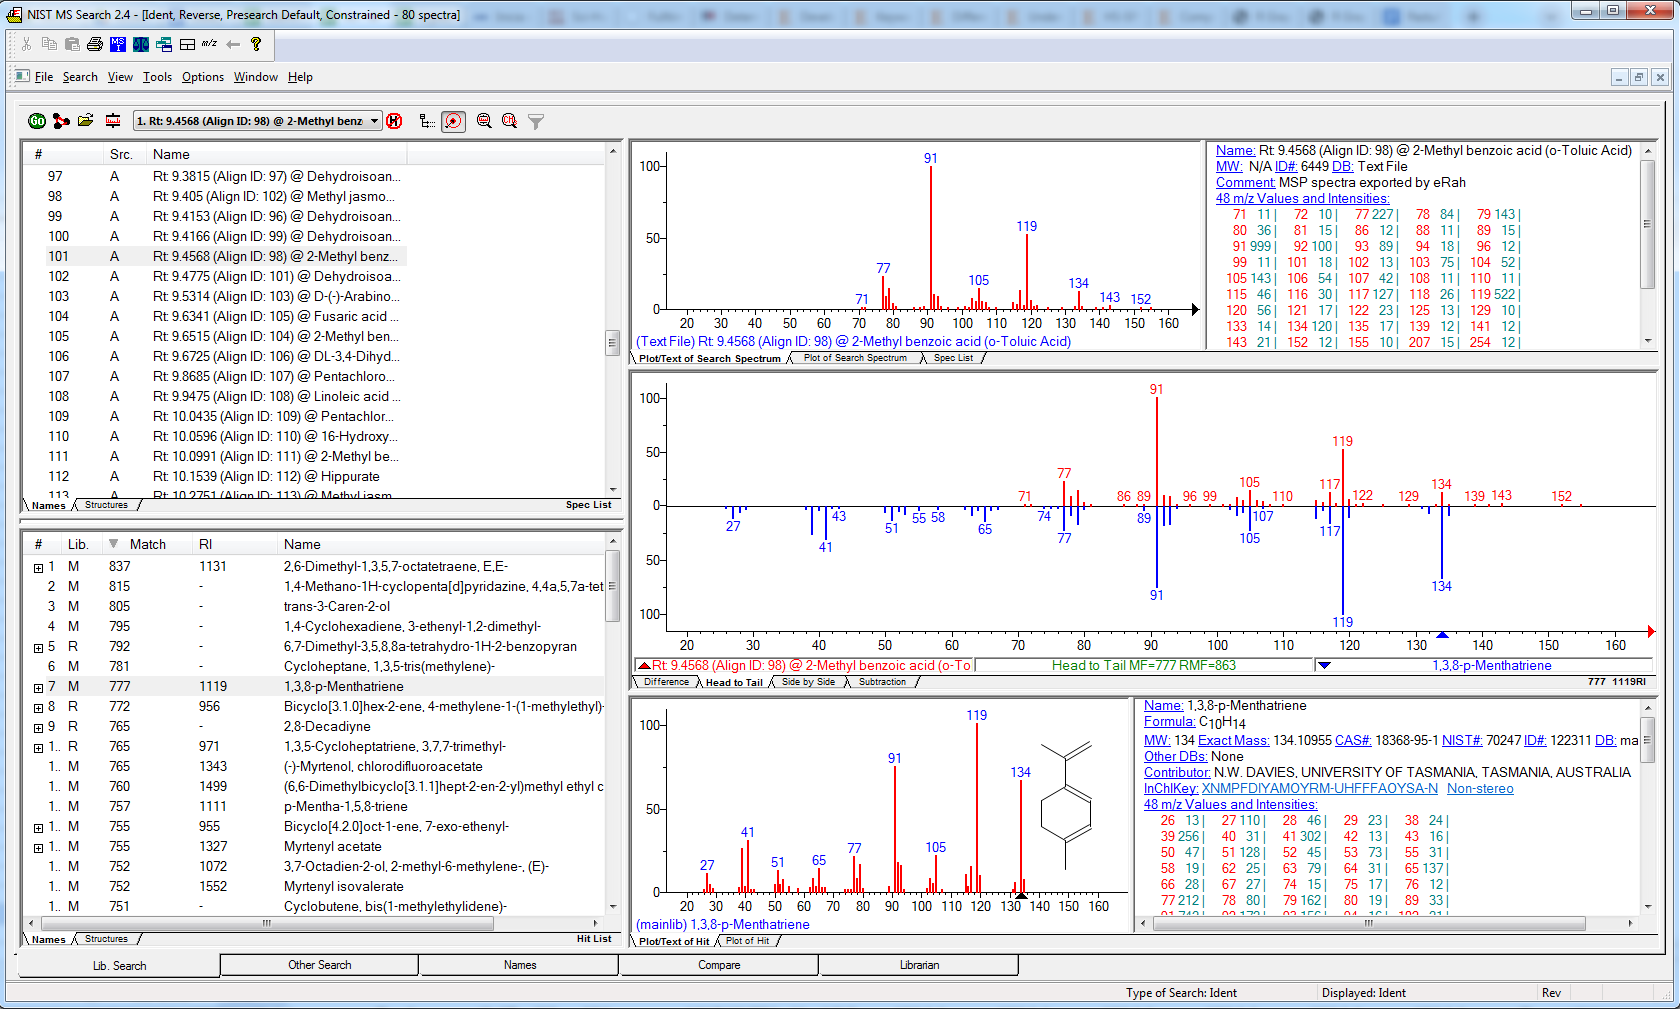 NIST MS Search 2.4 - [Ident, Reverse, Presearch Default, Constrained - 80 spectra]
m/z
File Search View Tools Options Window Help
1. Rt: 9.4568 (Align ID: 98) @ 2-Methyl benz
# Src. Name
97 A Rt: 9.3815 (Align ID: 97) @ Dehydroisoan...
98 A Rt: 9.405 (Align ID: 102) @ Methyl jasmo...
99 A Rt: 9.4153 (Align ID: 96) @ Dehydroisoan...
100 A Rt: 9.4166 (Align ID: 99) @ Dehydroisoan...
101 A Rt: 9.4568 (Align ID: 98) @ 2-Methyl benz...
102 A Rt: 9.4775 (Align ID: 101) @ Dehydroisoa...
103 A Rt: 9.5314 (Align ID: 103) @ D-(-)-Arabino...
104 A Rt: 9.6341 (Align ID: 105) @ Fusaric acid ...
105 A Rt: 9.6515 (Align ID: 104) @ 2-Methyl ben...
106 A Rt: 9.6725 (Align ID: 106) @ DL-3,4-Dihyd...
107 A Rt: 9.8685 (Align ID: 107) @ Pentachloro...
108 A Rt: 9.9475 (Align ID: 108) @ Linoleic acid ...
109 A Rt: 10.0435 (Align ID: 109) @ Pentachlor...
110 A Rt: 10.0596 (Align ID: 110) @ 16-Hydroxy...
111 A Rt: 10.0991 (Align ID: 111) @ 2-Methyl be...
112 A Rt: 10.1539 (Align ID: 112) @ Hippurate
113 A Rt: 10.2751 (Align ID: 113) @ Methyl jasm
Names Structures Spec List
# Lib. Match RI Name
1 M 837 1131 2,6-Dimethyl-1,3,5,7-octatetraene, E,E-
2 M 815 - 1,4-Methano-1H-cyclopenta[d]pyridazine, 4,4a,5,7a-tet
3 M 805 - trans-3-Caren-2-ol
4 M 795 - 1,4-Cyclohexadiene, 3-ethenyl-1,2-dimethyl-
5 R 792 - 6,7-Dimethyl-3,5,8,8a-tetrahydro-1H-2-benzopyran
6 M 781 - Cycloheptane, 1,3,5-tris(methylene)-
7 M 777 1119 1,3,8-p-Menthatriene
8 R 772 956 Bicyclo[3.1.0]hex-2-ene, 4-methylene-1-(1-methylethyl)-
9 R 765 - 2,8-Decadiyne
1.. R 765 971 1,3,5-Cycloheptatriene, 3,7,7-trimethyl-
1.. M 765 1343 (-)-Myrtenol, chlorodifluoroacetate
1.. M 760 1499 (6,6-Dimethylbicyclo[3.1.1]hept-2-en-2-yl)methyl ethyl c
1.. M 757 1111 p-Mentha-1,5,8-triene
1.. M 755 955 Bicyclo[4.2.0]oct-1-ene, 7-exo-ethenyl-
1.. M 755 1327 Myrtenyl acetate
1.. M 752 1072 3,7-Octadien-2-ol, 2-methyl-6-methylene-, (E)-
1.. M 752 1552 Myrtenyl isovalerate
1.. M 751 - Cyclobutene, bis(1-methylethylidene)-
Names Structures Hit List
100 50 0
91 119 77 105 134 71 143 152
20 30 40 50 60 70 80 90 100 110 120 130 140 150 160
(Text File) Rt: 9.4568 (Align ID: 98) @ 2-Methyl benzoic acid (o-Toluic Acid)
Plot/Text of Search Spectrum Plot of Search Spectrum Spec List
Name: Rt: 9.4568 (Align ID: 98) @ 2-Methyl benzoic acid (o-Toluic Acid)
MW: N/A ID#: 6449 DB: Text File
Comment: MSP spectra exported by eRah
48 m/z Values and Intensities:
71 11 | 72 10 | 77 227 | 78 84 | 79 143 |
80 36 | 81 15 | 86 12 | 88 11 | 89 15 |
91 999 | 92 100 | 93 89 | 94 18 | 96 12 |
99 11 | 101 18 | 102 13 | 103 75 | 104 52 |
105 143 | 106 54 | 107 42 | 108 11 | 110 11 |
115 46 | 116 30 | 117 127 | 118 26 | 119 522 |
120 56 | 121 17 | 122 23 | 125 13 | 129 10 |
133 14 | 134 120 | 135 17 | 139 12 | 141 12 |
143 21 | 152 12 | 155 10 | 207 15 | 254 12 |
100 50 0 50 100
91 119 77 105 117 134 71 86 89 96 99 110 122 129 139 143 152
27 41 43 51 55 58 65 74 77 89 91 105 107 117 119 134
20 30 40 50 60 70 80 90 100 110 120 130 140 150 160
Rt: 9.4568 (Align ID: 98) @ 2-Methyl benzoic acid (o-To Head to Tail MF=777 RMF=863 1,3,8-p-Menthatriene
Difference Head to Tail Side by Side Subtraction 777 1119RI
100 50 0
119 91 134 41 77 105 27 51 65
20 30 40 50 60 70 80 90 100 110 120 130 140 150 160
(mainlib) 1,3,8-p-Menthatriene
Plot/Text of Hit Plot of Hit
Name: 1,3,8-p-Menthatriene
Formula: C10H14
MW: 134 Exact Mass: 134.10955 CAS#: 18368-95-1 NIST#: 70247 ID#: 122311 DB: ma
Other DBs: None
Contributor: N.W. DAVIES, UNIVERSITY OF TASMANIA, TASMANIA, AUSTRALIA
InChIKey: XNMPFDIYAMOYRM-UHFFFAOYSA-N Non-stereo
48 m/z Values and Intensities:
26 13 | 27 110 | 28 46 | 29 23 | 38 24 |
39 256 | 40 31 | 41 302 | 42 13 | 43 16 |
50 47 | 51 128 | 52 45 | 53 73 | 55 31 |
58 19 | 62 25 | 63 79 | 64 31 | 65 137 |
66 28 | 67 27 | 74 15 | 75 17 | 76 12 |
77 212 | 78 80 | 79 162 | 80 19 | 89 33 |
Lib. Search Other Search Names Compare Librarian
Type of Search: Ident Displayed: Ident Rev